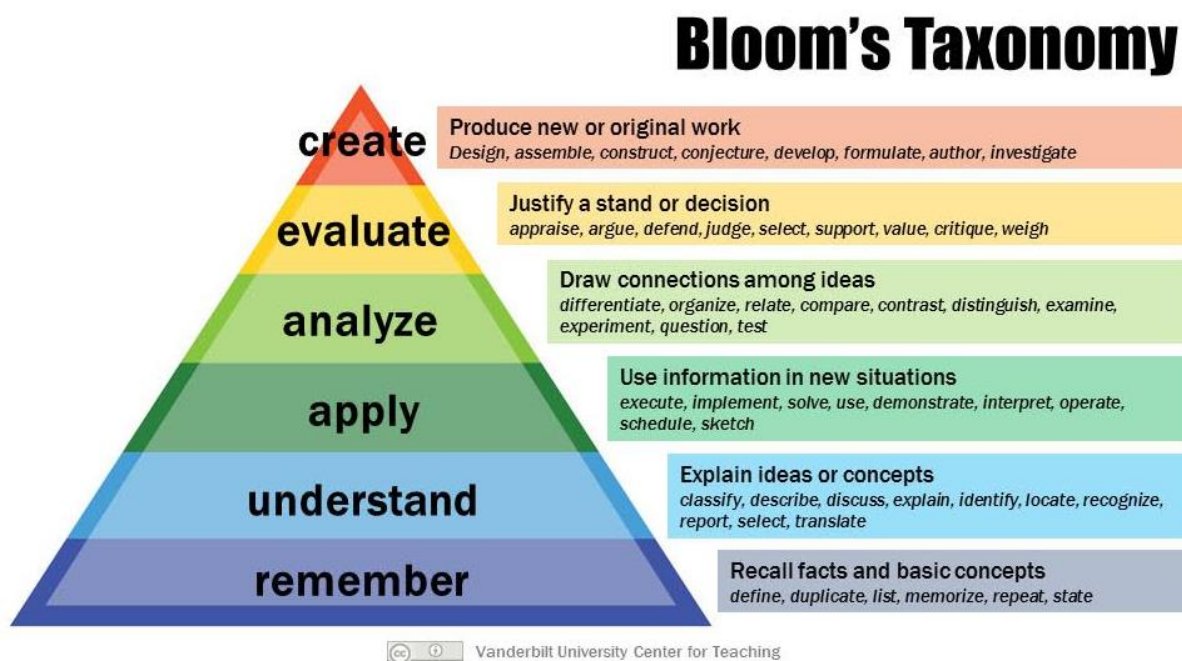 Bloom's Taxonomy
create
Produce new or original work
Design, assemble, construct, conjecture, develop, formulate, author, investigate
evaluate
Justify a stand or decision
appraise, argue, defend, judge, select, support, value, critique, weigh
analyze
Draw connections among ideas
differentiate, organize, relate, compare, contrast, distinguish, examine,
experiment, question, test
apply
Use information in new situations
execute, implement, solve, use, demonstrate, interpret, operate,
schedule, sketch
understand
Explain ideas or concepts
classify, describe, discuss, explain, identify, locate, recognize,
report, select, translate
remember
Recall facts and basic concepts
define, duplicate, list, memorize, repeat, state
cc Vanderbilt University Center for Teaching